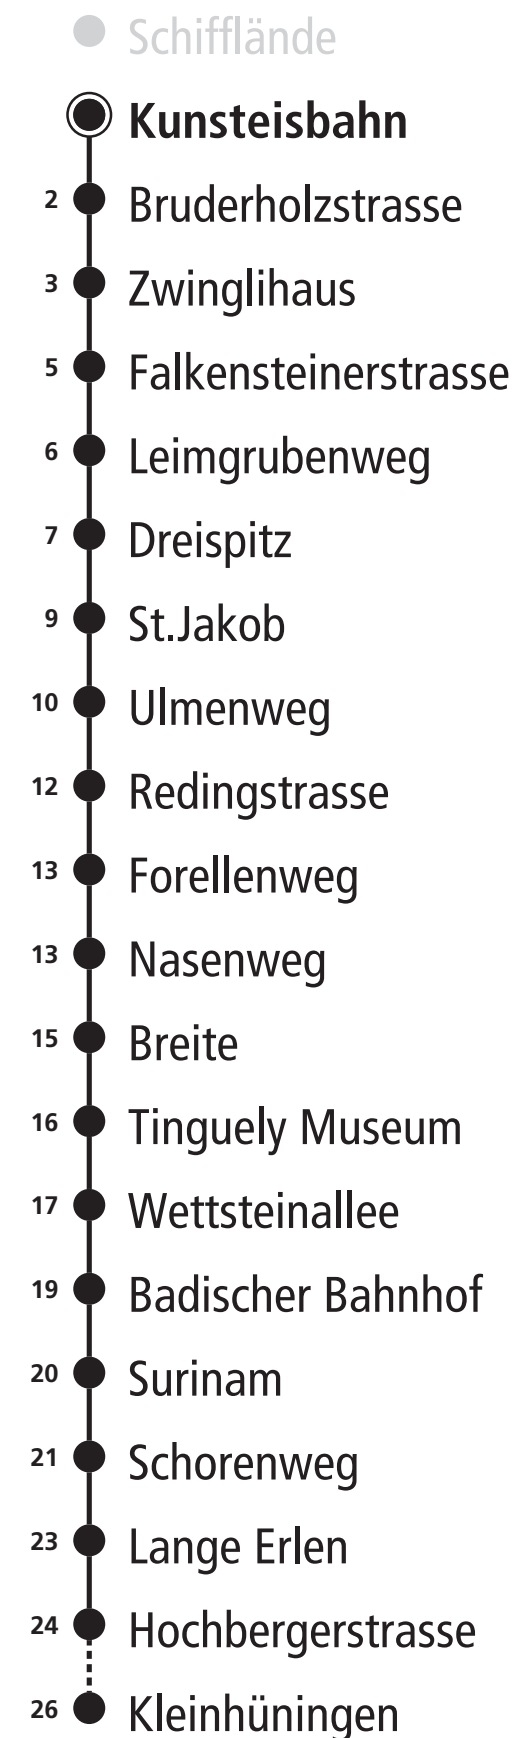 Schifflände
Kunsteisbahn
2 Bruderholzstrasse
3 Zwinglihaus
5 Falkensteinerstrasse
6 Leimgrubenweg
7 Dreispitz
9 St.Jakob
10 Ulmenweg
12 Redingstrasse
13 Forellenweg
13 Nasenweg
15 Breite
16 Tinguely Museum
17 Wettsteinallee
19 Badischer Bahnhof
20 Surinam
21 Schorenweg
23 Lange Erlen
24 Hochbergerstrasse
26 Kleinhüningen